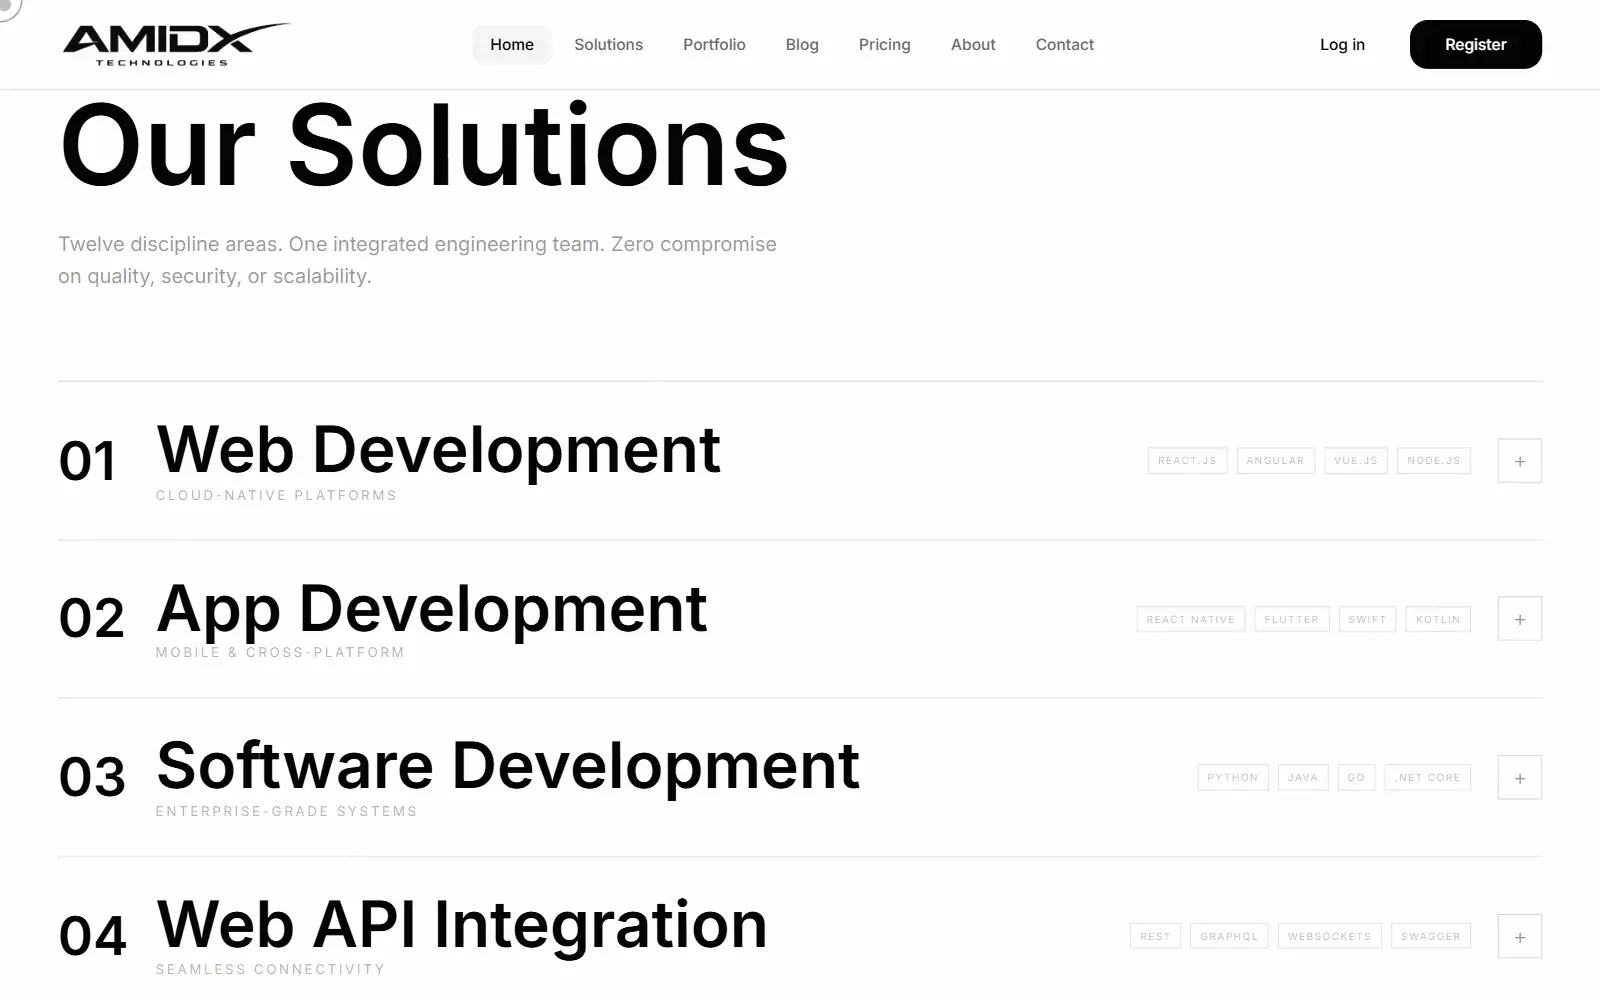 AMIDX
TECHNOLOGIES
Home
Solutions
Portfolio
Blog
Pricing
About
Contact
Log in
Register
Our Solutions
Twelve discipline areas. One integrated engineering team. Zero compromise
on quality, security, or scalability.
01
Web Development
CLOUD-NATIVE PLATFORMS
REACT.JS
ANGULAR
VUE.JS
NODE.JS
+
02
App Development
MOBILE & CROSS-PLATFORM
REACT NATIVE
FLUTTER
SWIFT
KOTLIN
+
03
Software Development
ENTERPRISE-GRADE SYSTEMS
PYTHON
JAVA
GO
.NET CORE
+
04
Web API Integration
SEAMLESS CONNECTIVITY
REST
GRAPHQL
WEBSOCKETS
SWAGGER
+